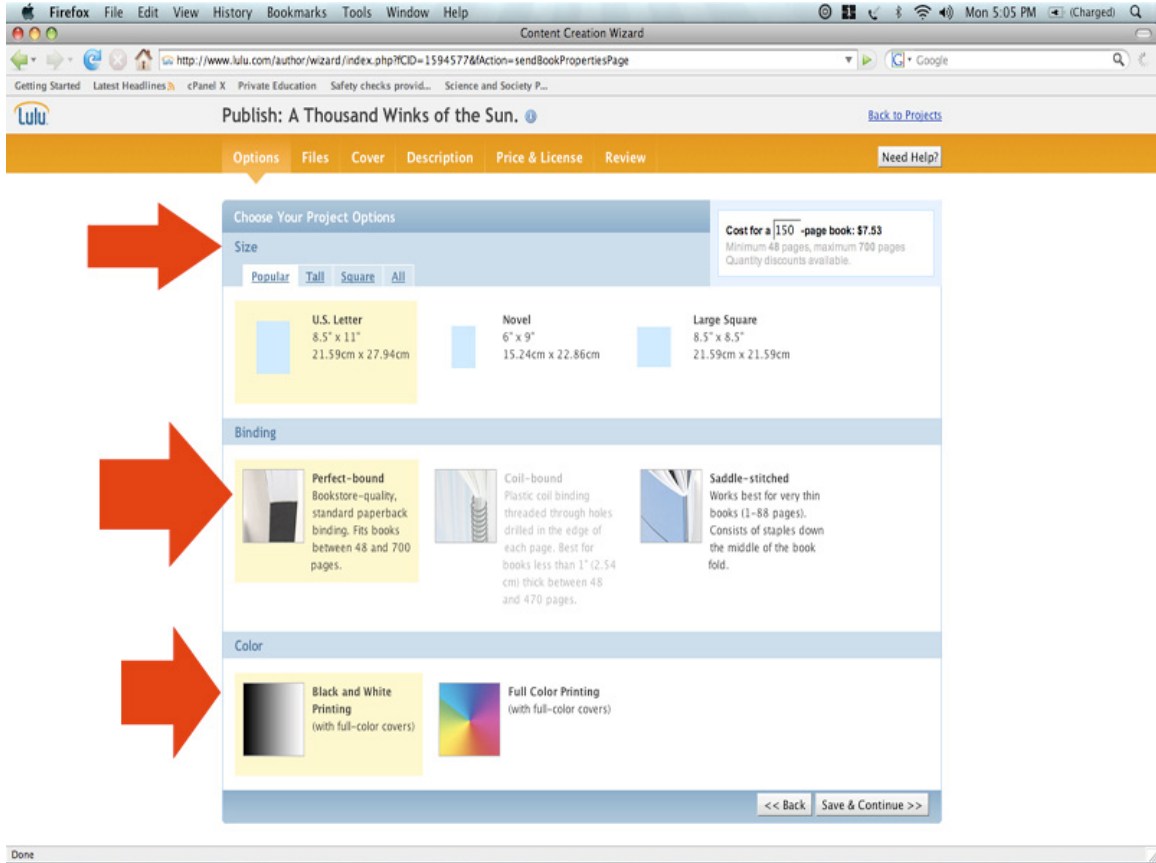 Firefox File Edit View History Bookmarks Tools Window Help
Mon 5:05 PM (Charged)
Content Creation Wizard
http://www.lulu.com/author/wizard/index.php?fCID=1594577&fAction=sendBookPropertiesPage
Google
Getting Started Latest Headlines cPanel X Private Education Safety checks provid... Science and Society P...
Lulu
Publish: A Thousand Winks of the Sun.
Back to Projects
Options Files Cover Description Price & License Review
Need Help?
Choose Your Project Options
Size
Popular Tall Square All
Cost for a 150 -page book: $7.53
Minimum 48 pages, maximum 700 pages
Quantity discounts available.
U.S. Letter
8.5" x 11"
21.59cm x 27.94cm
Novel
6" x 9"
15.24cm x 22.86cm
Large Square
8.5" x 8.5"
21.59cm x 21.59cm
Binding
Perfect-bound
Bookstore-quality,
standard paperback
binding. Fits books
between 48 and 700
pages.
Coil-bound
Plastic coil binding
threaded through holes
drilled in the edge of
each page. Best for
books less than 1" (2.54
cm) thick between 48
and 470 pages.
Saddle-stitched
Works best for very thin
books (1-88 pages).
Consists of staples down
the middle of the book
fold.
Color
Black and White
Printing
(with full-color covers)
Full Color Printing
(with full-color covers)
<< Back Save & Continue >>
Done